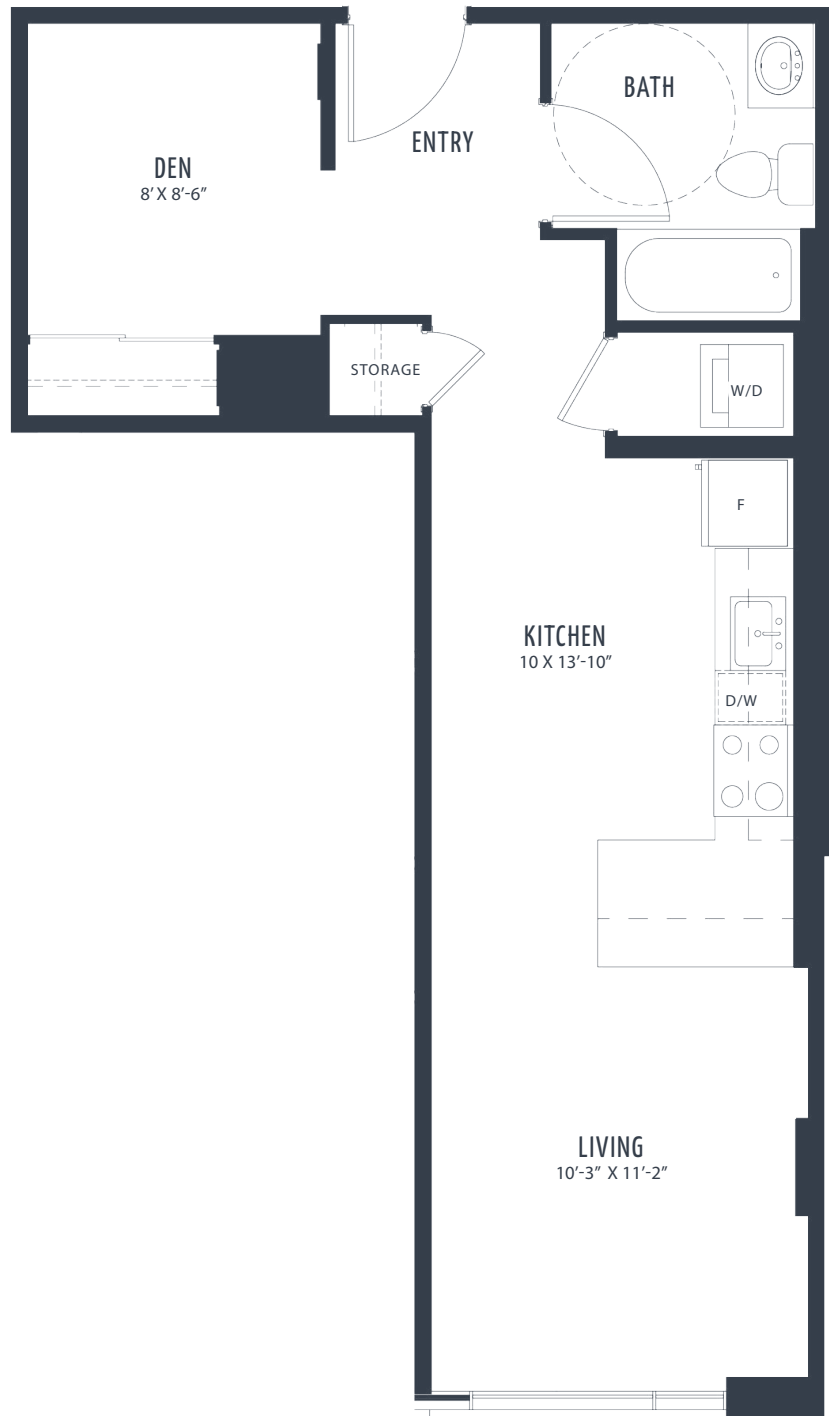 BATH
ENTRY
DEN
8’ X 8’-6”
STORAGE
W/D
F
KITCHEN
10 X 13’-10”
D/W
LIVING
10’-3” X 11’-2”